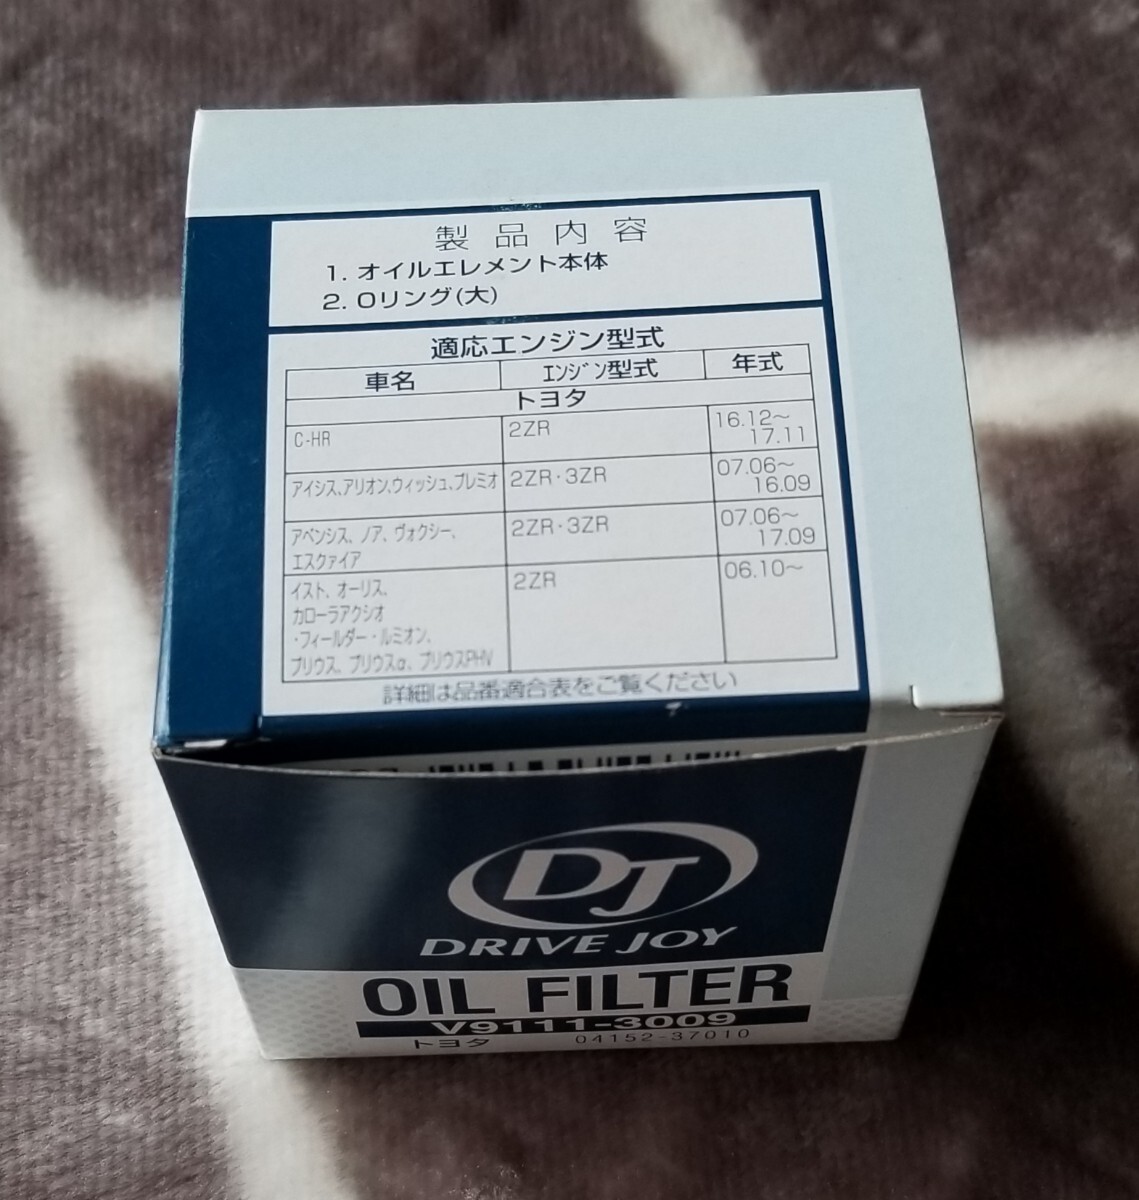 製品内容
1. オイルエレメント本体
2. Oリング(大)
適応エンジン型式
車名 エンジン型式 年式
トヨタ
C-HR 2ZR 16.12~17.11
アイシス、アリオン、ウィッシュ、プレミオ 2ZR・3ZR 07.06~16.09
アベンシス、ノア、ヴォクシー、 2ZR・3ZR 07.06~17.09
エスクァイア
イスト、オーリス、 2ZR 06.10~
カローラアクシオ
・フィールダー・ルミオン、
プリウス、プリウスα、プリウスPHV
詳細は品番適合表をご覧ください
DJ
DRIVE JOY
OIL FILTER
V9111-3009
トヨタ 04152-37010